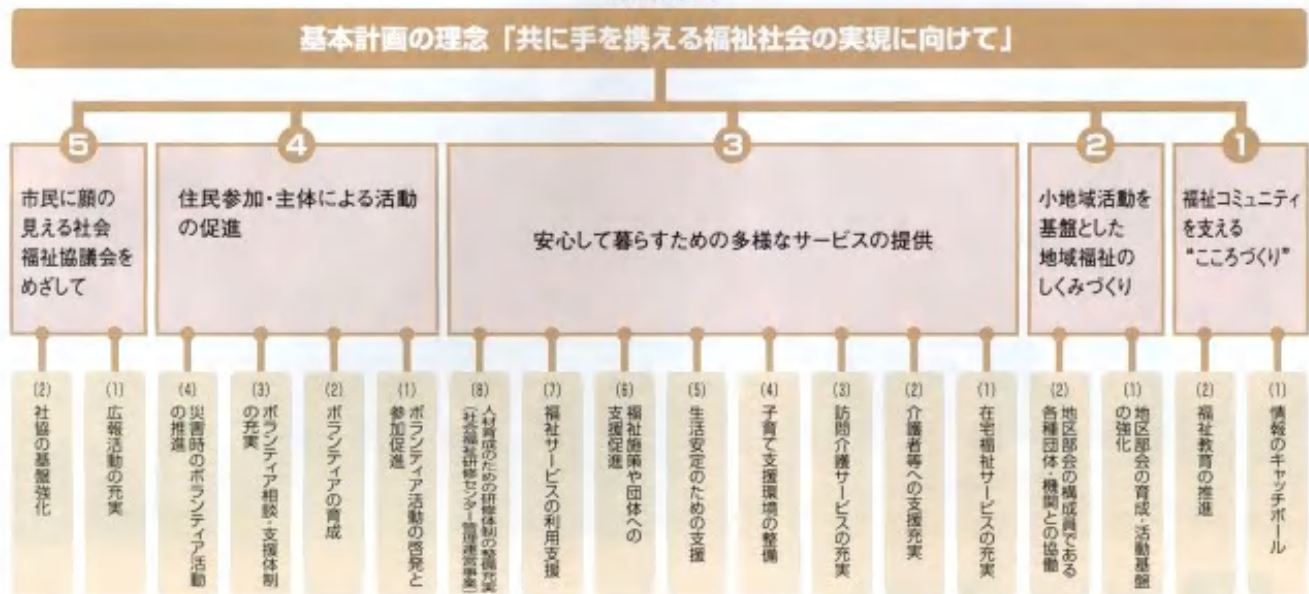 基本計画の理念「共に手を携える福祉社会の実現に向けて」
1
福祉コミュニティ
を支える
“こころづくり”
(1)
情報のキャッチボール
(2)
福祉教育の推進
2
小地域活動を
基盤とした
地域福祉の
しくみづくり
(1)
地区部会の育成・活動基盤
の強化
(2)
地区部会の構成員である
各種団体・機関との協働
3
安心して暮らすための多様なサービスの提供
(1)
在宅福祉サービスの充実
(2)
介護者等への支援充実
(3)
訪問介護サービスの充実
(4)
子育て支援環境の整備
(5)
生活安定のための支援
(6)
福祉施策や団体への
支援促進
(7)
福祉サービスの利用支援
(8)
人材育成のための研修体制の整備充実
(社会福祉研修センター管理運営事業)
4
住民参加・主体による活動
の促進
(1)
ボランティア活動の啓発と
参加促進
(2)
ボランティアの育成
(3)
ボランティア相談・支援体制
の充実
(4)
災害時のボランティア活動
の推進
5
市民に顔の
見える社会
福祉協議会を
めざして
(1)
広報活動の充実
(2)
社協の基盤強化